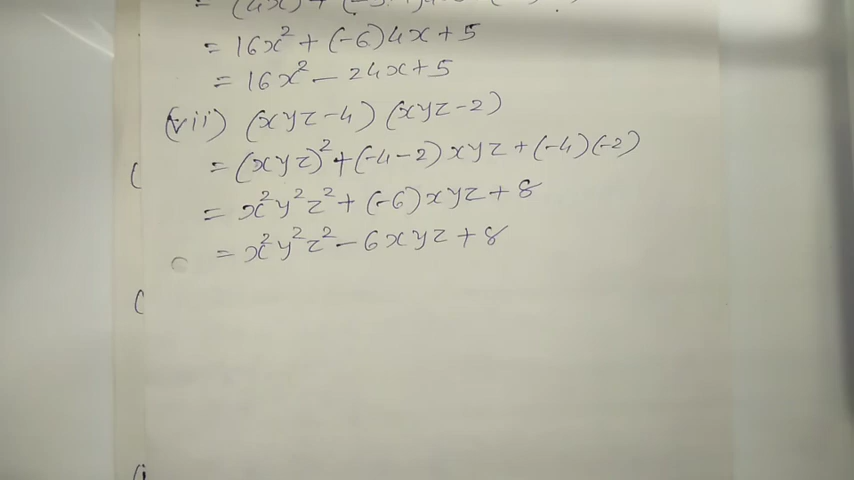 = 16x² + (-6)4x + 5
= 16x² - 24x + 5
(vii) (xyz - 4) (xyz - 2)
= (xyz)² + (-4 - 2) xyz + (-4) (-2)
= x²y²z² + (-6) xyz + 8
= x²y²z² - 6xyz + 8